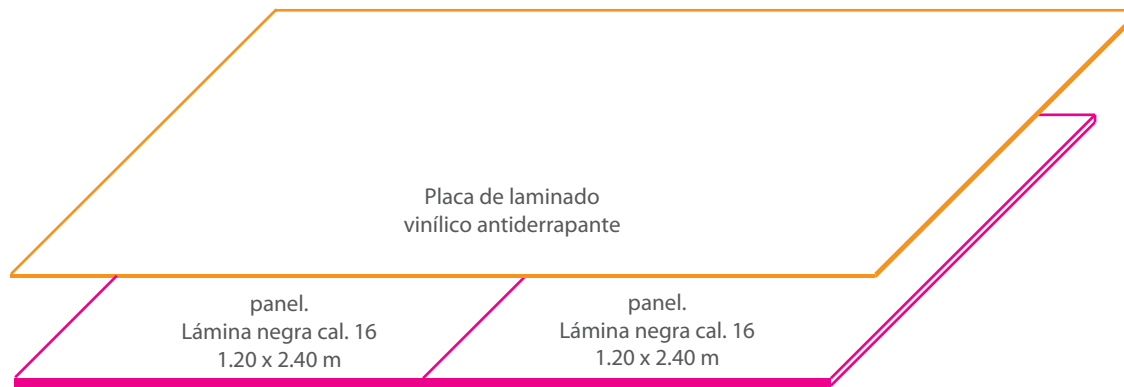 Placa de laminado
vinílico antiderrapante
panel.
Lámina negra cal. 16
1.20 x 2.40 m
panel.
Lámina negra cal. 16
1.20 x 2.40 m